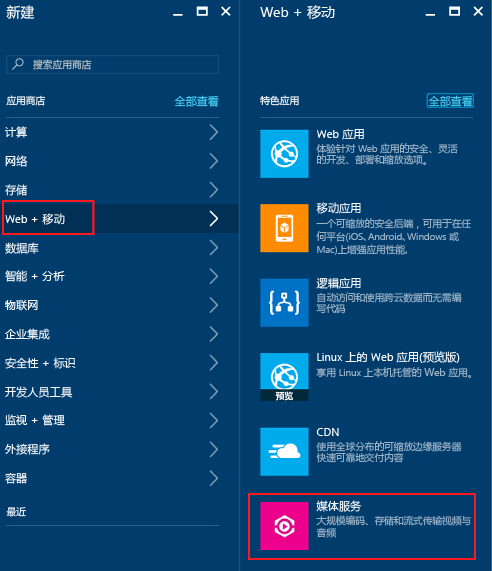 新建
搜索应用商店
应用商店
全部查看
计算
网络
存储
Web + 移动
数据库
智能 + 分析
物联网
企业集成
安全性 + 标识
开发人员工具
监视 + 管理
外接程序
容器
最近
Web + 移动
特色应用
全部查看
Web 应用
体验针对 Web 应用的安全、灵活
的开发、部署和缩放选项。
移动应用
一个可缩放的安全后端，可用于在任
何平台(iOS、Android、Windows 或
Mac)上增强应用性能。
逻辑应用
自动访问和使用跨云数据而无需编
写代码
Linux 上的 Web 应用(预览版)
享用 Linux 上本机托管的 Web 应用。
预览
CDN
使用全球分布的可缩放边缘服务器
快速可靠地交付内容
媒体服务
大规模编码、存储和流式传输视频与
音频